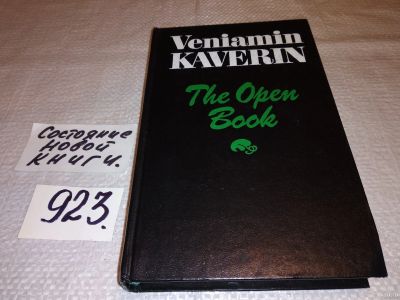 Veniamin
KAVERIN
The Open
Book
Состояние
новой
книги.
923.